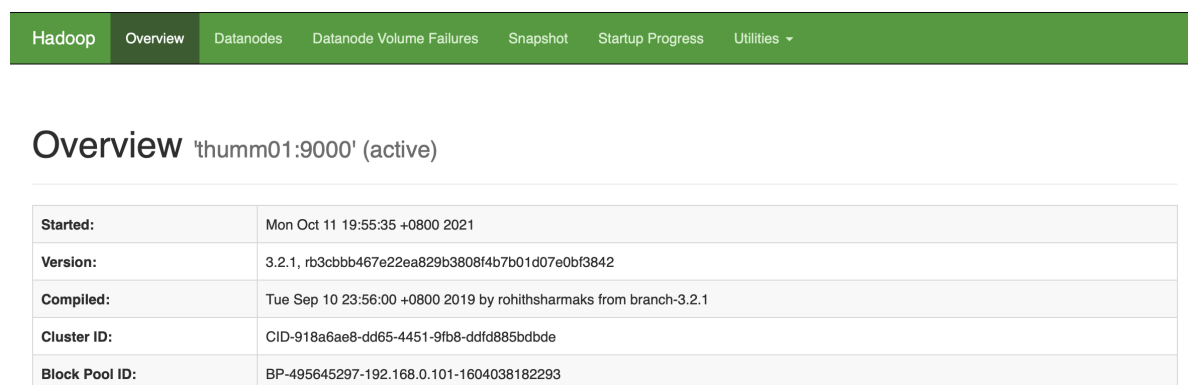 Hadoop Overview Datanodes Datanode Volume Failures Snapshot Startup Progress Utilities
Overview 'thumm01:9000' (active)
Started: Mon Oct 11 19:55:35 +0800 2021
Version: 3.2.1, rb3cbbb467e22ea829b3808f4b7b01d07e0bf3842
Compiled: Tue Sep 10 23:56:00 +0800 2019 by rohithsharmaks from branch-3.2.1
Cluster ID: CID-918a6ae8-dd65-4451-9fb8-ddfd885bdbde
Block Pool ID: BP-495645297-192.168.0.101-1604038182293